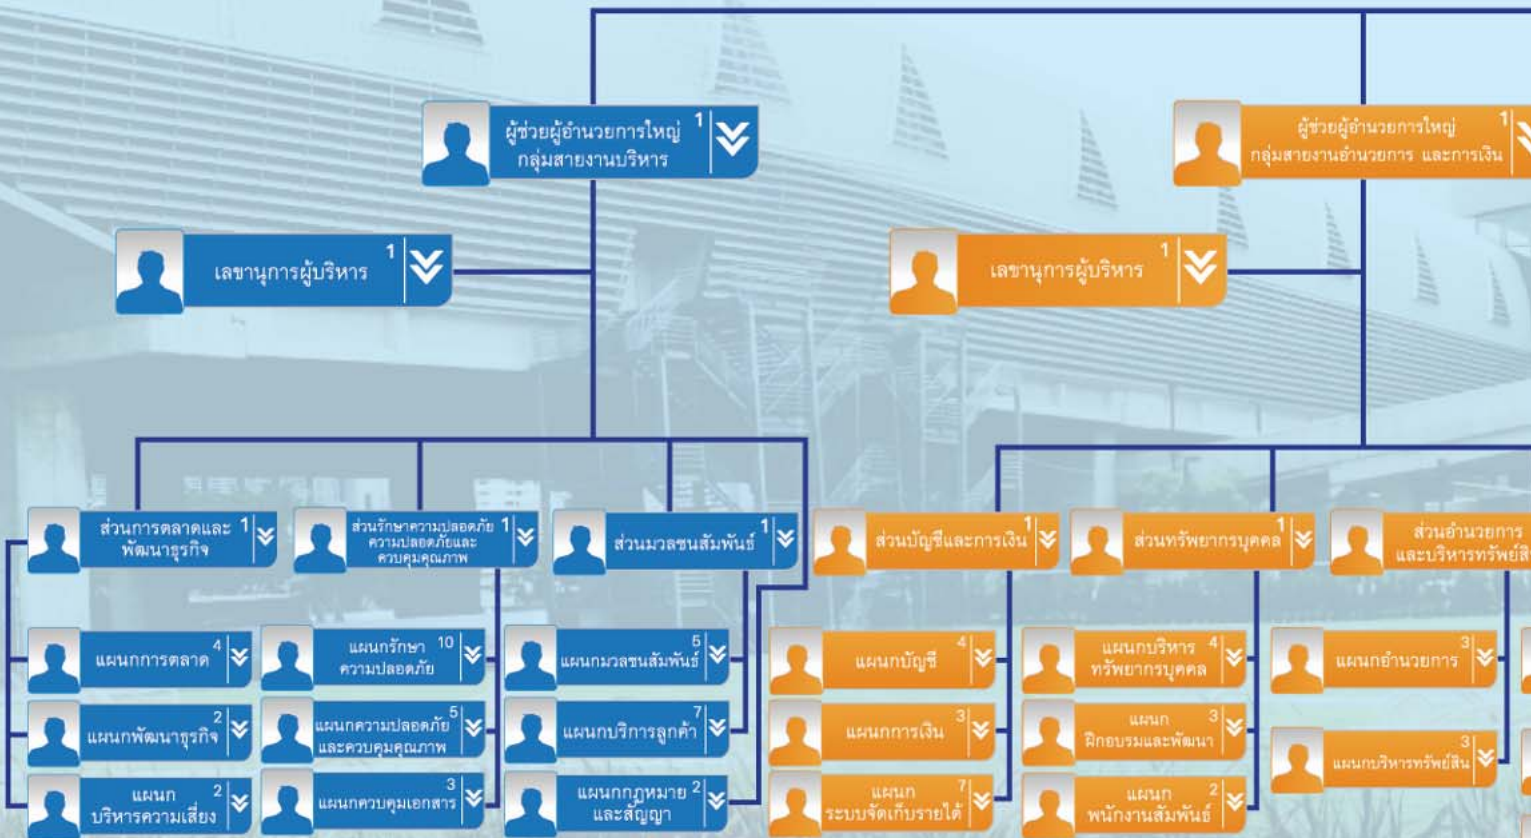 ผู้ช่วยผู้อำนวยการใหญ่ 1
กลุ่มสายงานบริหาร
ผู้ช่วยผู้อำนวยการใหญ่ 1
กลุ่มสายงานอำนวยการ และการเงิน
เลขานุการผู้บริหาร 1
เลขานุการผู้บริหาร 1
ส่วนการตลาดและ 1
พัฒนาธุรกิจ
ส่วนรักษาความปลอดภัย 1
ความปลอดภัยและ
ควบคุมคุณภาพ
ส่วนมวลชนสัมพันธ์ 1
ส่วนบัญชีและการเงิน 1
ส่วนทรัพยากรบุคคล 1
ส่วนอำนวยการ
และบริหารทรัพย์สิ
แผนกการตลาด 4
แผนกรักษา 10
ความปลอดภัย
แผนกมวลชนสัมพันธ์ 5
แผนกบัญชี 4
แผนกบริหาร 4
ทรัพยากรบุคคล
แผนกอำนวยการ 3
แผนกพัฒนาธุรกิจ 2
แผนกความปลอดภัย 5
และควบคุมคุณภาพ
แผนกบริการลูกค้า 7
แผนกการเงิน 3
แผนก 3
ฝึกอบรมและพัฒนา
แผนกบริหารทรัพย์สิน 3
แผนก 2
บริหารความเสี่ยง
แผนกควบคุมเอกสาร 3
แผนกกฎหมาย 2
และสัญญา
แผนก 7
ระบบจัดเก็บรายได้
แผนก 2
พนักงานสัมพันธ์